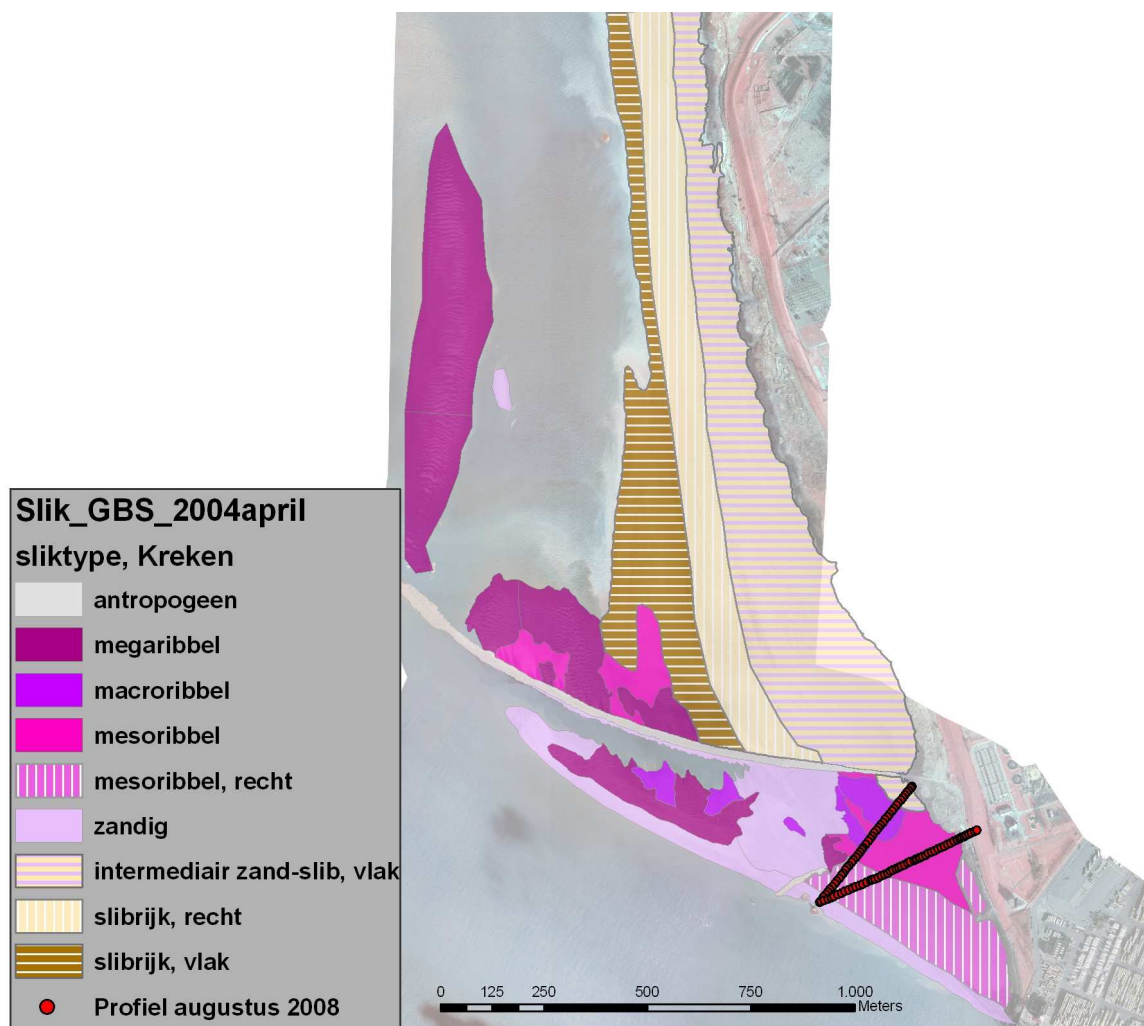 Slik_GBS_2004april
sliktype, Kreken
antropogeen
megaribbel
macroribbel
mesoribbel
mesoribbel, recht
zandig
intermediair zand-slib, vlak
slibrijk, recht
slibrijk, vlak
Profiel augustus 2008
0 125 250 500 750 1.000
Meters